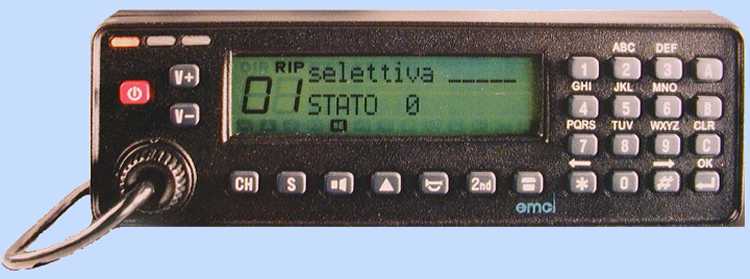 ABC DEF
DIR RIP selettiva _____
01 STATO 0
V+
V-
1 2 3 A
GHI JKL MNO
4 5 6 B
PQRS TUV WXYZ CLR
7 8 9 C
OK
* 0 #
CH S 2nd
emc